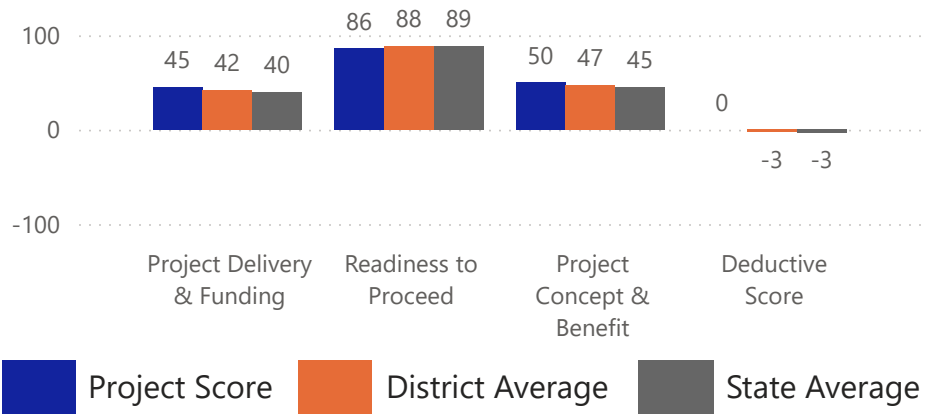 86 88 89
100
45 42 40
50 47 45
0
0
-3 -3
-100
Project Delivery
& Funding
Readiness to
Proceed
Project
Concept &
Benefit
Deductive
Score
Project Score
District Average
State Average